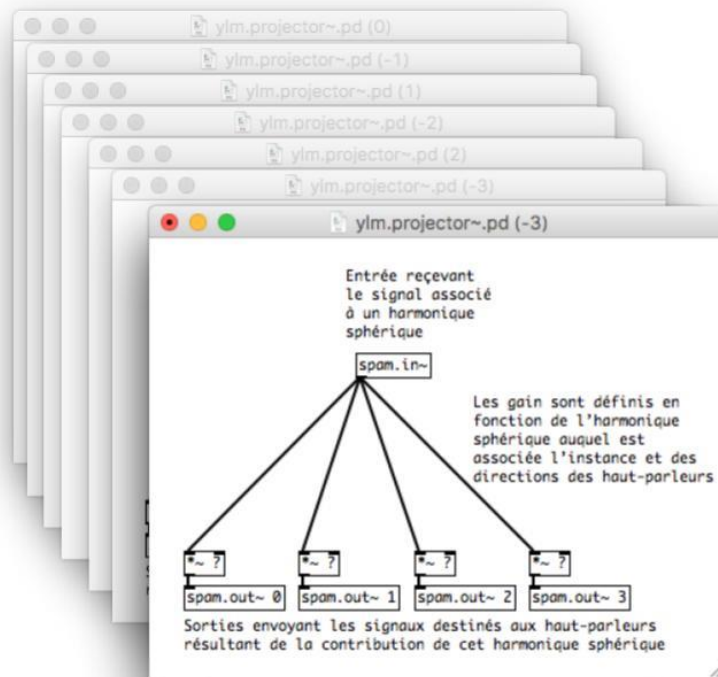 ylm.projector~.pd (0)
ylm.projector~.pd (-1)
ylm.projector~.pd (1)
ylm.projector~.pd (-2)
ylm.projector~.pd (2)
ylm.projector~.pd (-3)
ylm.projector~.pd (-3)
Entrée reçevant
le signal associé
à un harmonique
sphérique
spam.in~
Les gain sont définis en
fonction de l'harmonique
sphérique auquel est
associée l'instance et des
directions des haut-parleurs
*~ ? *~ ? *~ ? *~ ?
spam.out~ 0 spam.out~ 1 spam.out~ 2 spam.out~ 3
Sorties envoyant les signaux destinés aux haut-parleurs
résultant de la contribution de cet harmonique sphérique